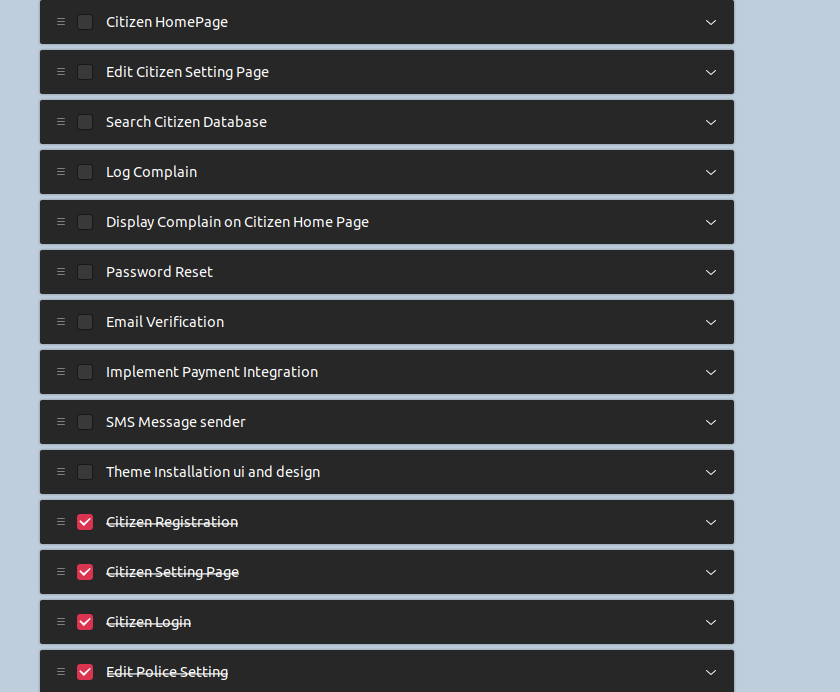 Citizen HomePage
Edit Citizen Setting Page
Search Citizen Database
Log Complain
Display Complain on Citizen Home Page
Password Reset
Email Verification
Implement Payment Integration
SMS Message sender
Theme Installation ui and design
Citizen Registration
Citizen Setting Page
Citizen Login
Edit Police Setting